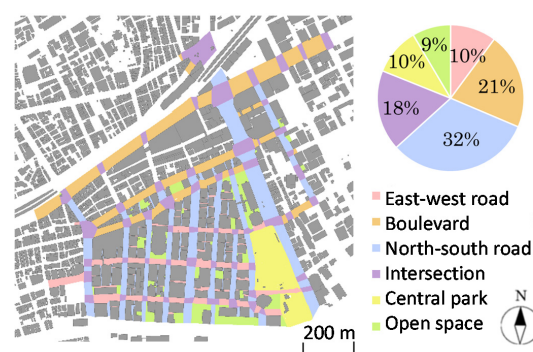 9%
10%
10%
21%
18%
32%
East-west road
Boulevard
North-south road
Intersection
Central park
Open space
N
200 m